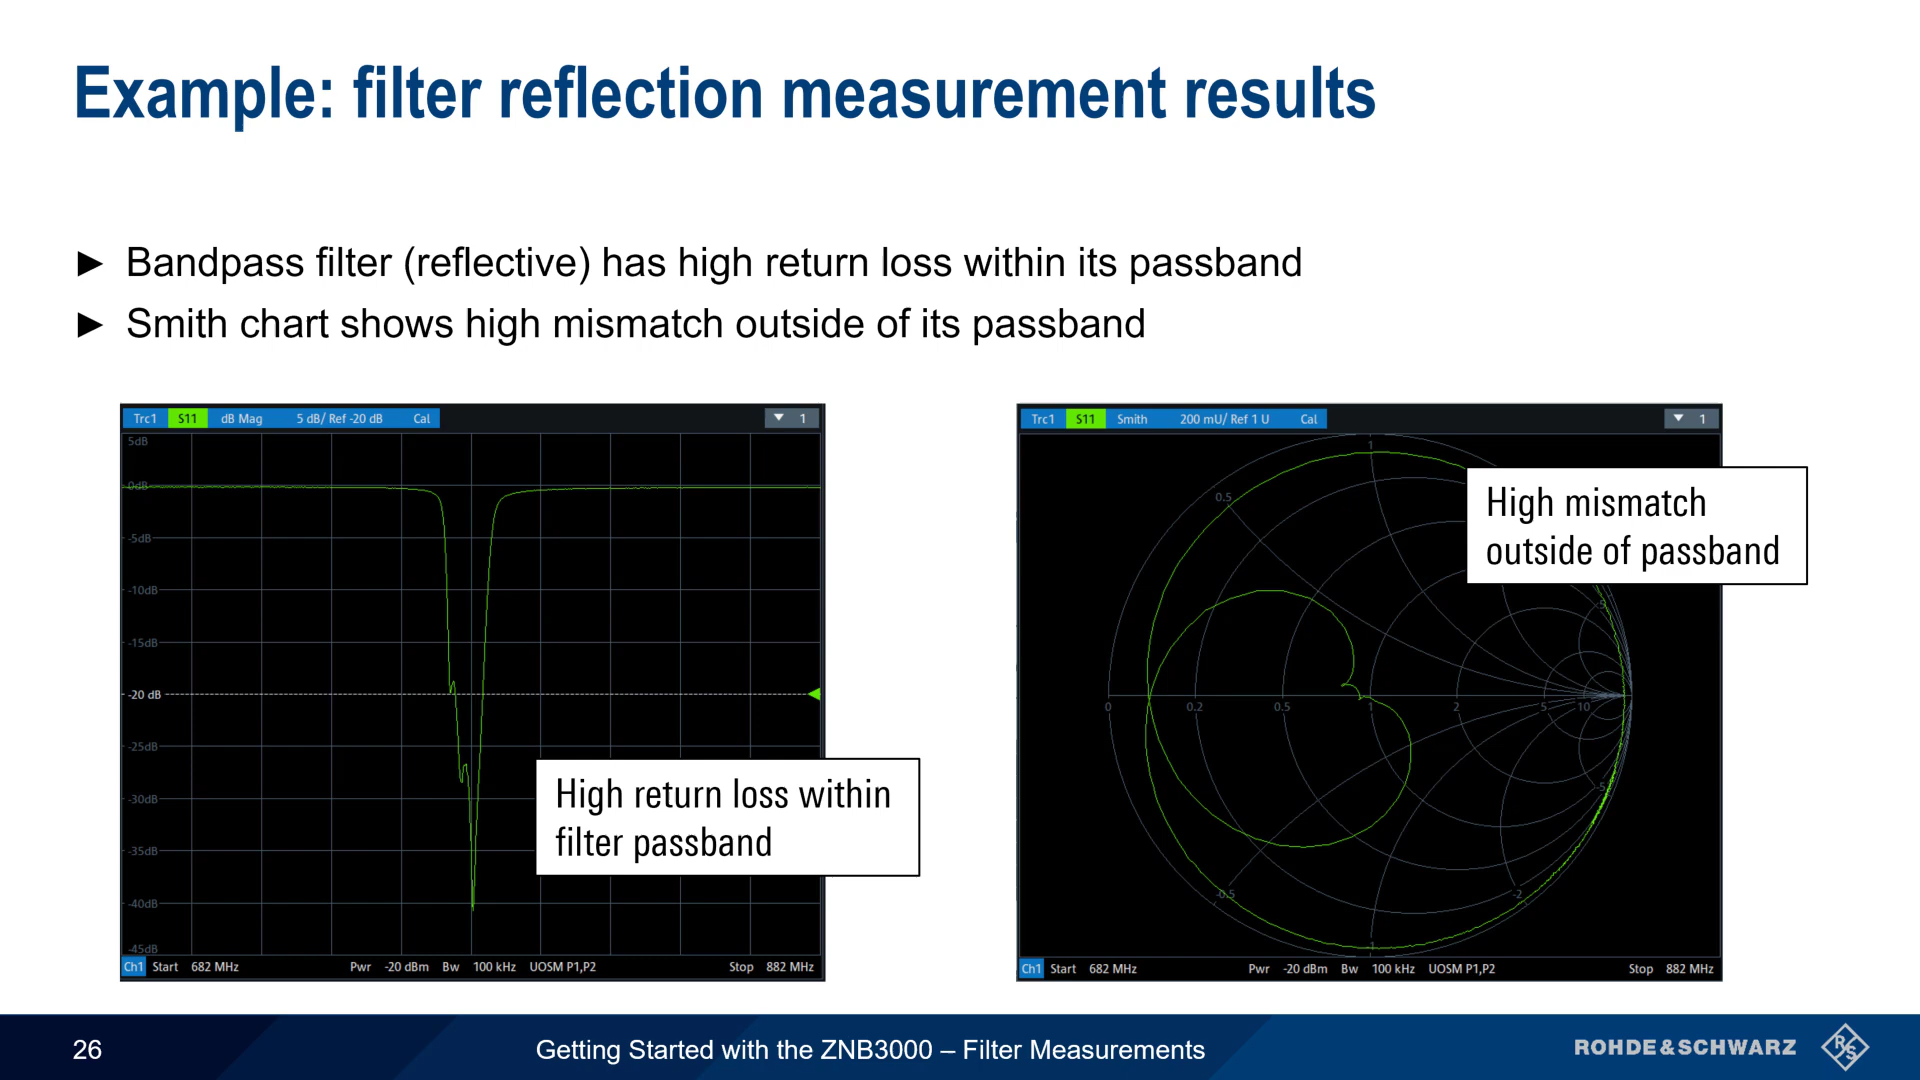 Example: filter reflection measurement results
► Bandpass filter (reflective) has high return loss within its passband
► Smith chart shows high mismatch outside of its passband
Trc1 S11 dB Mag 5 dB/ Ref -20 dB Cal 1
5dB
0dB
-5dB
-10dB
-15dB
-20 dB
-25dB
-30dB
-35dB
-40dB
-45dB
High return loss within
filter passband
Ch1 Start 682 MHz Pwr -20 dBm Bw 100 kHz UOSM P1,P2 Stop 882 MHz
Trc1 S11 Smith 200 mU/ Ref 1 U Cal 1
1
0.5
High mismatch
outside of passband
5
0 0.2 0.5 1 2 5 10
-5
-0.5 -2
-1
Ch1 Start 682 MHz Pwr -20 dBm Bw 100 kHz UOSM P1,P2 Stop 882 MHz
26 Getting Started with the ZNB3000 – Filter Measurements ROHDE&SCHWARZ R&S